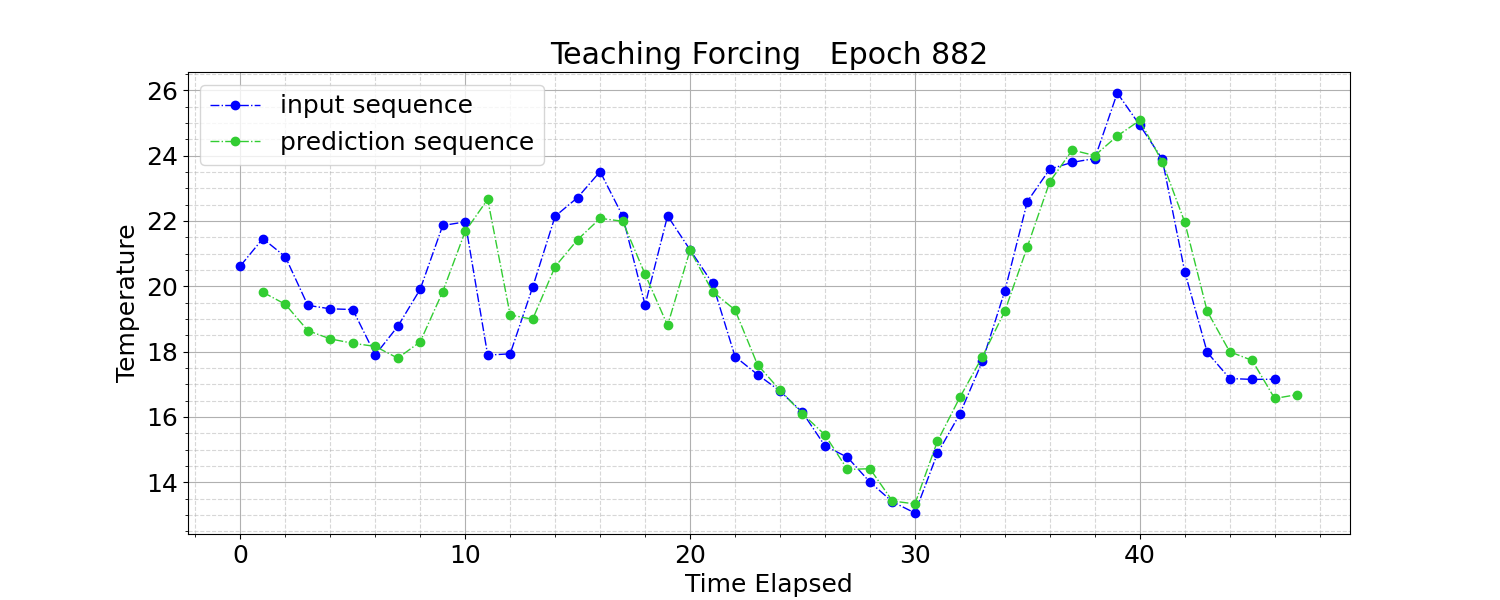 Teaching Forcing   Epoch 882
input sequence
prediction sequence
Temperature
26
24
22
20
18
16
14
0 10 20 30 40
Time Elapsed